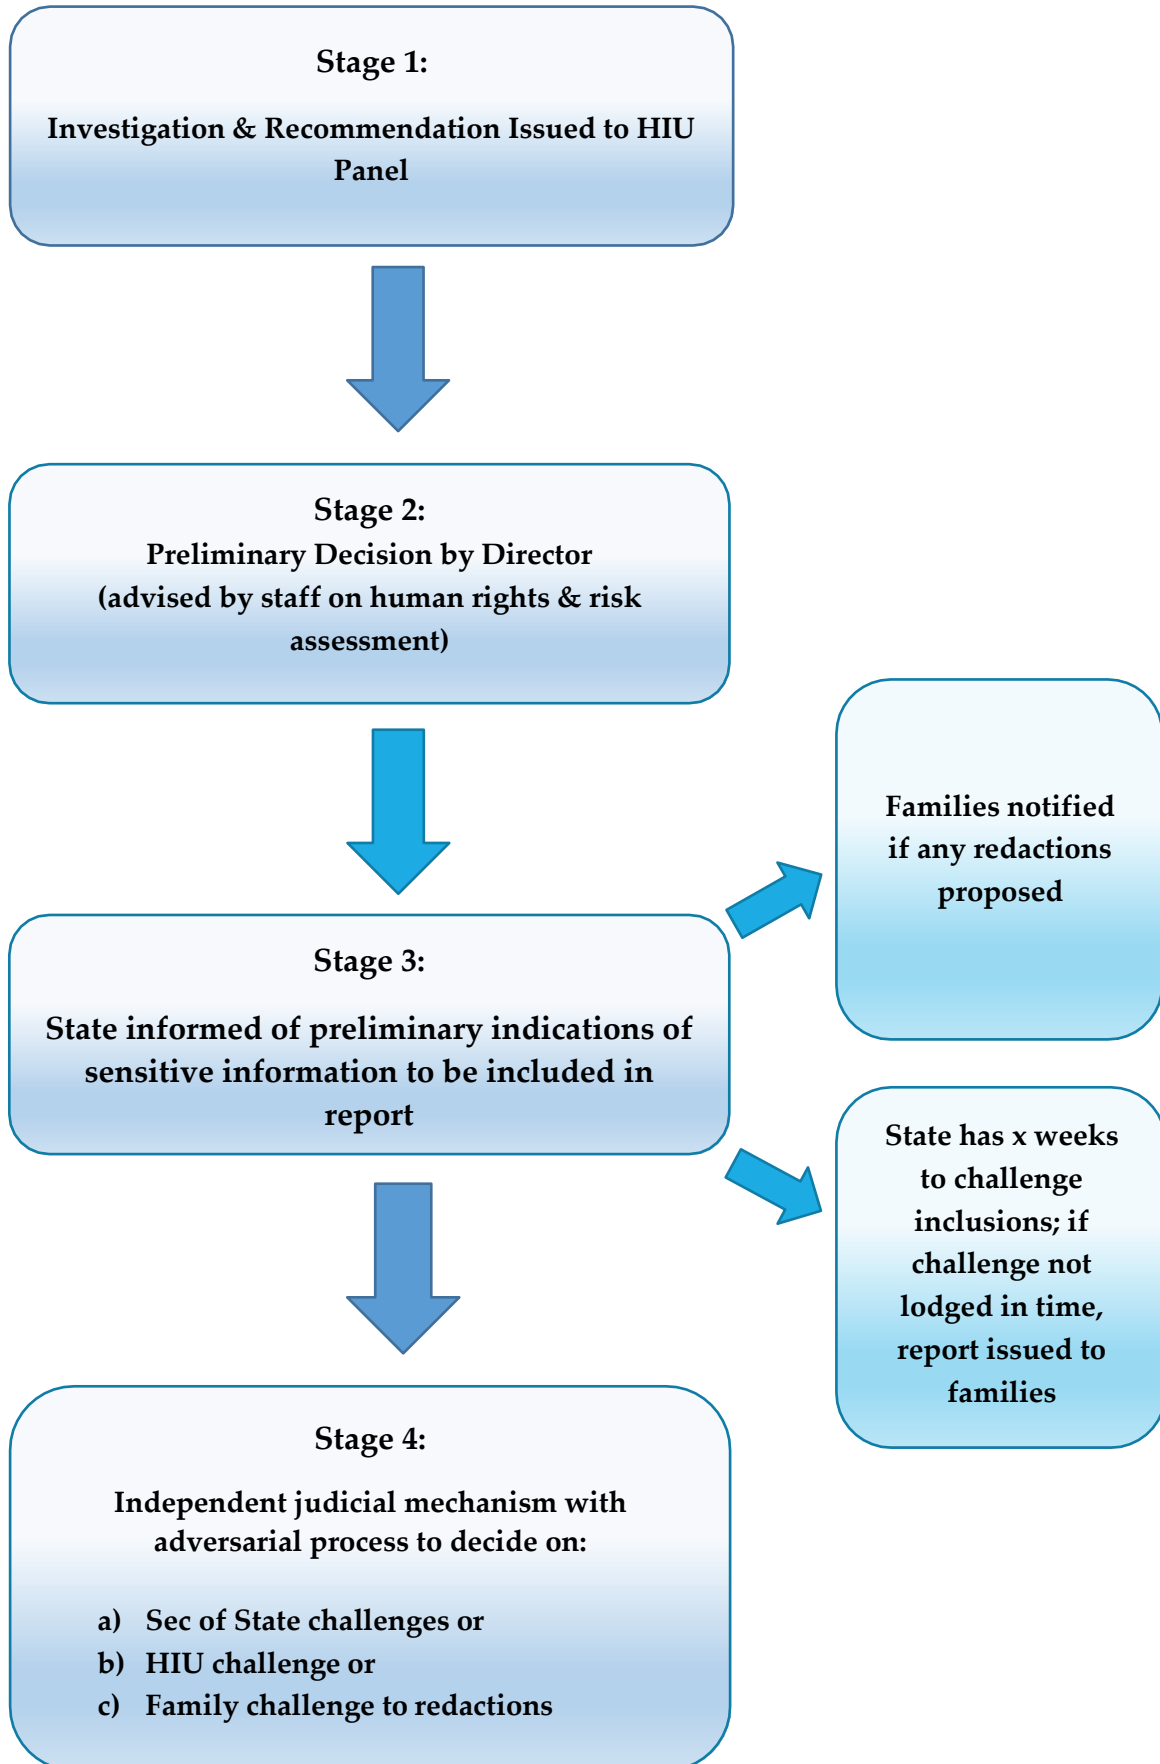 Stage 1:
Investigation & Recommendation Issued to HIU
Panel
Stage 2:
Preliminary Decision by Director
(advised by staff on human rights & risk
assessment)
Stage 3:
State informed of preliminary indications of
sensitive information to be included in
report
Families notified
if any redactions
proposed
State has x weeks
to challenge
inclusions; if
challenge not
lodged in time,
report issued to
families
Stage 4:
Independent judicial mechanism with
adversarial process to decide on:
a) Sec of State challenges or
b) HIU challenge or
c) Family challenge to redactions